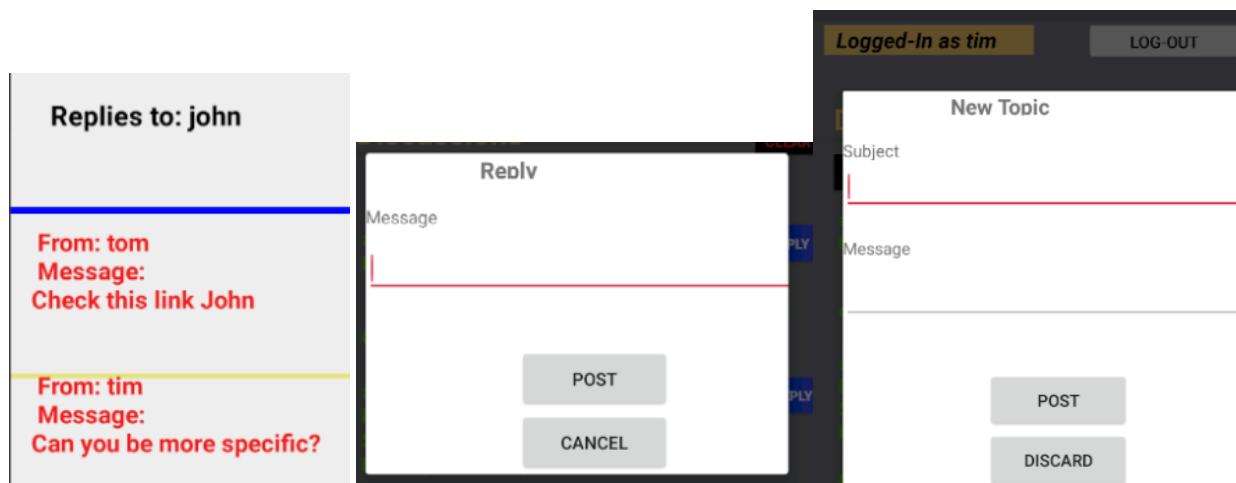 Replies to: john
From: tom
Message:
Check this link John
From: tim
Message:
Can you be more specific?
Reply
Message
POST
CANCEL
Logged-In as tim
LOG-OUT
New Topic
Subject
Message
POST
DISCARD